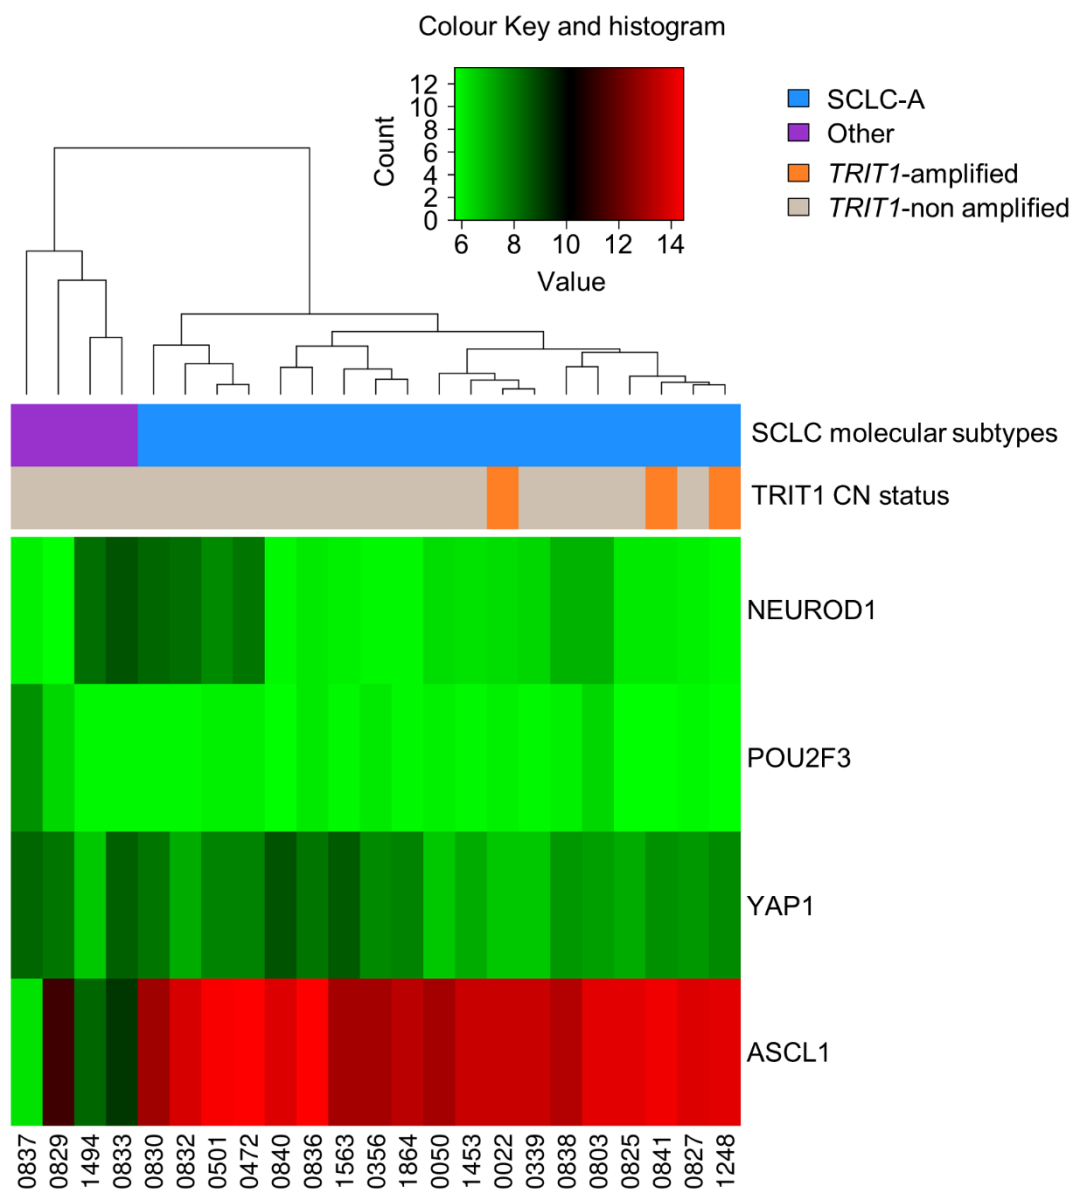 Colour Key and histogram
12
10
8
6
4
2
0
Count
6 8 10 12 14
Value
SCLC-A
Other
TRIT1-amplified
TRIT1-non amplified
SCLC molecular subtypes
TRIT1 CN status
NEUROD1
POU2F3
YAP1
ASCL1
0837 0829 1494 0833 0830 0832 0501 0472 0840 0836 1563 0356 1864 0050 1453 0022 0339 0838 0803 0825 0841 0827 1248